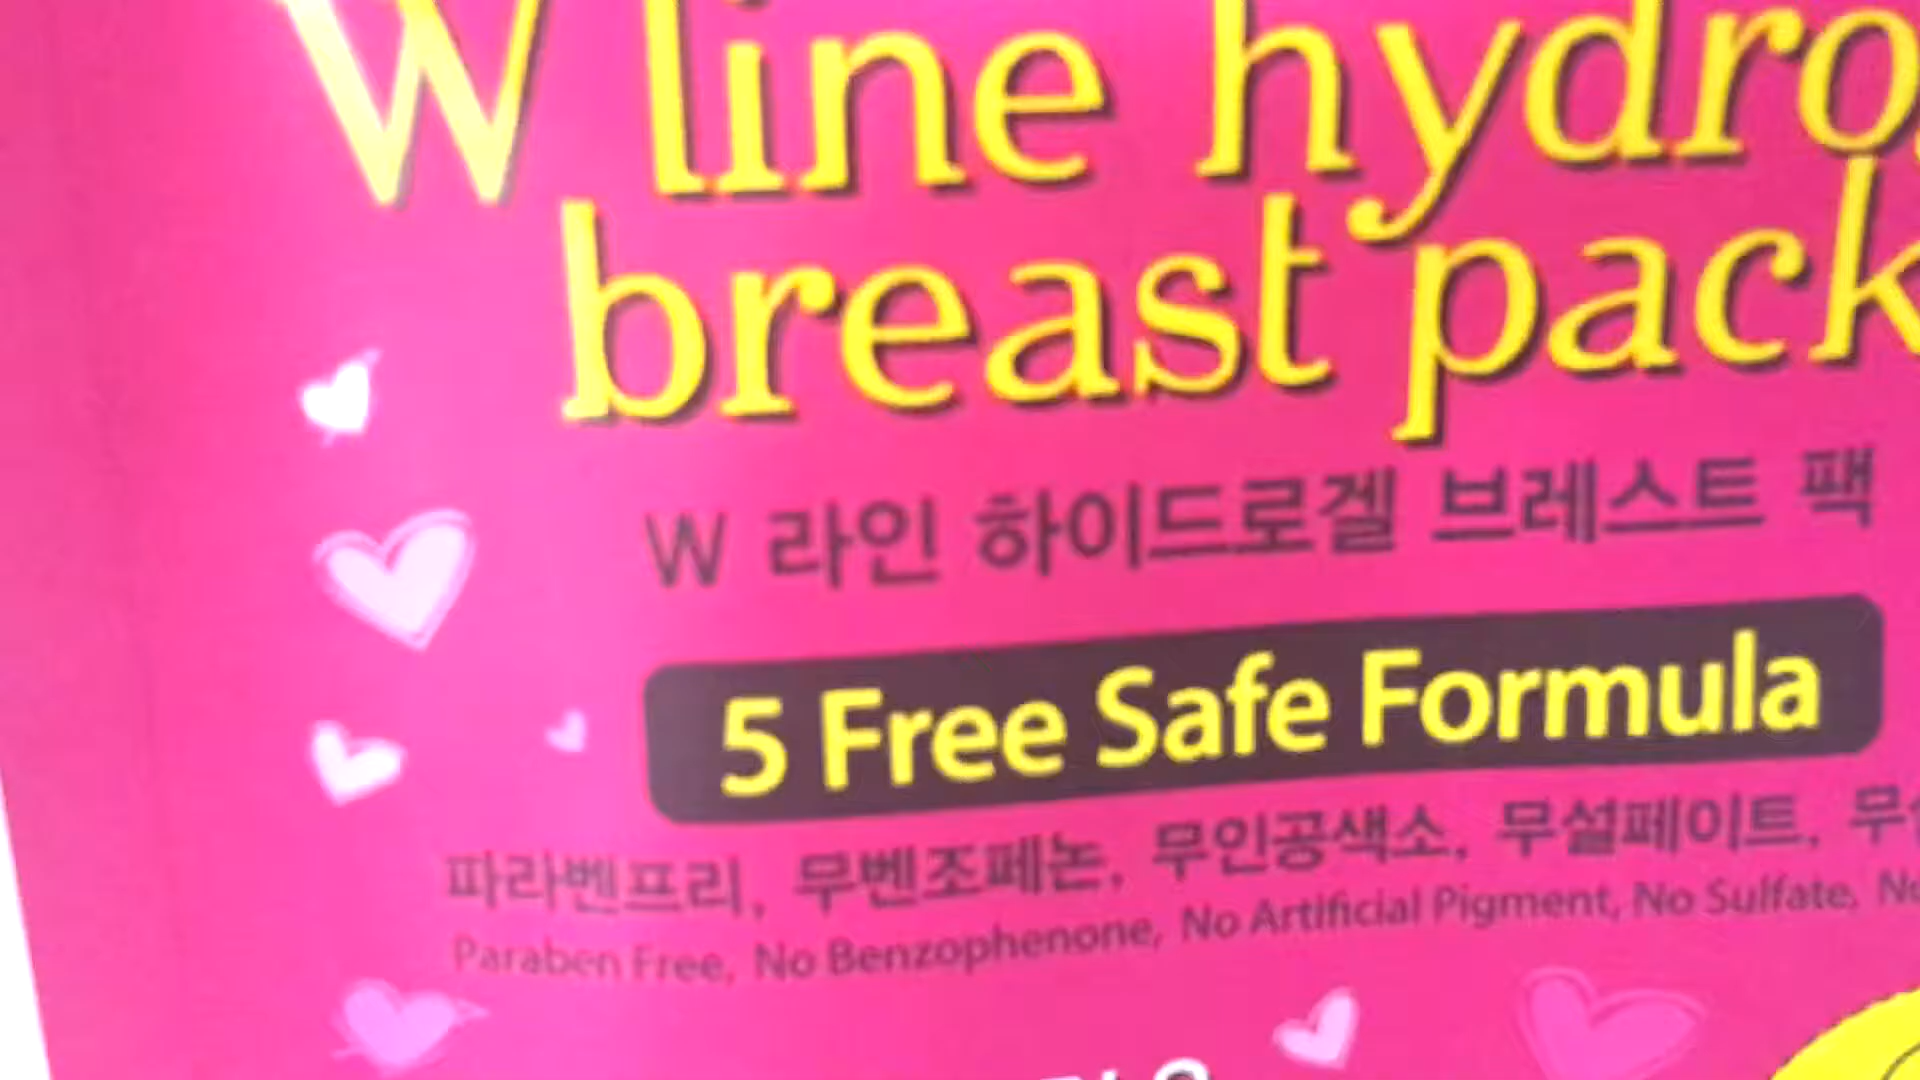 W line hydro
breast pack
W 라인 하이드로겔 브레스트 팩
5 Free Safe Formula
파라벤프리, 무벤조페논, 무인공색소, 무설페이트,
Paraben Free, No Benzophenone, No Artificial Pigment, No Sulfate, No